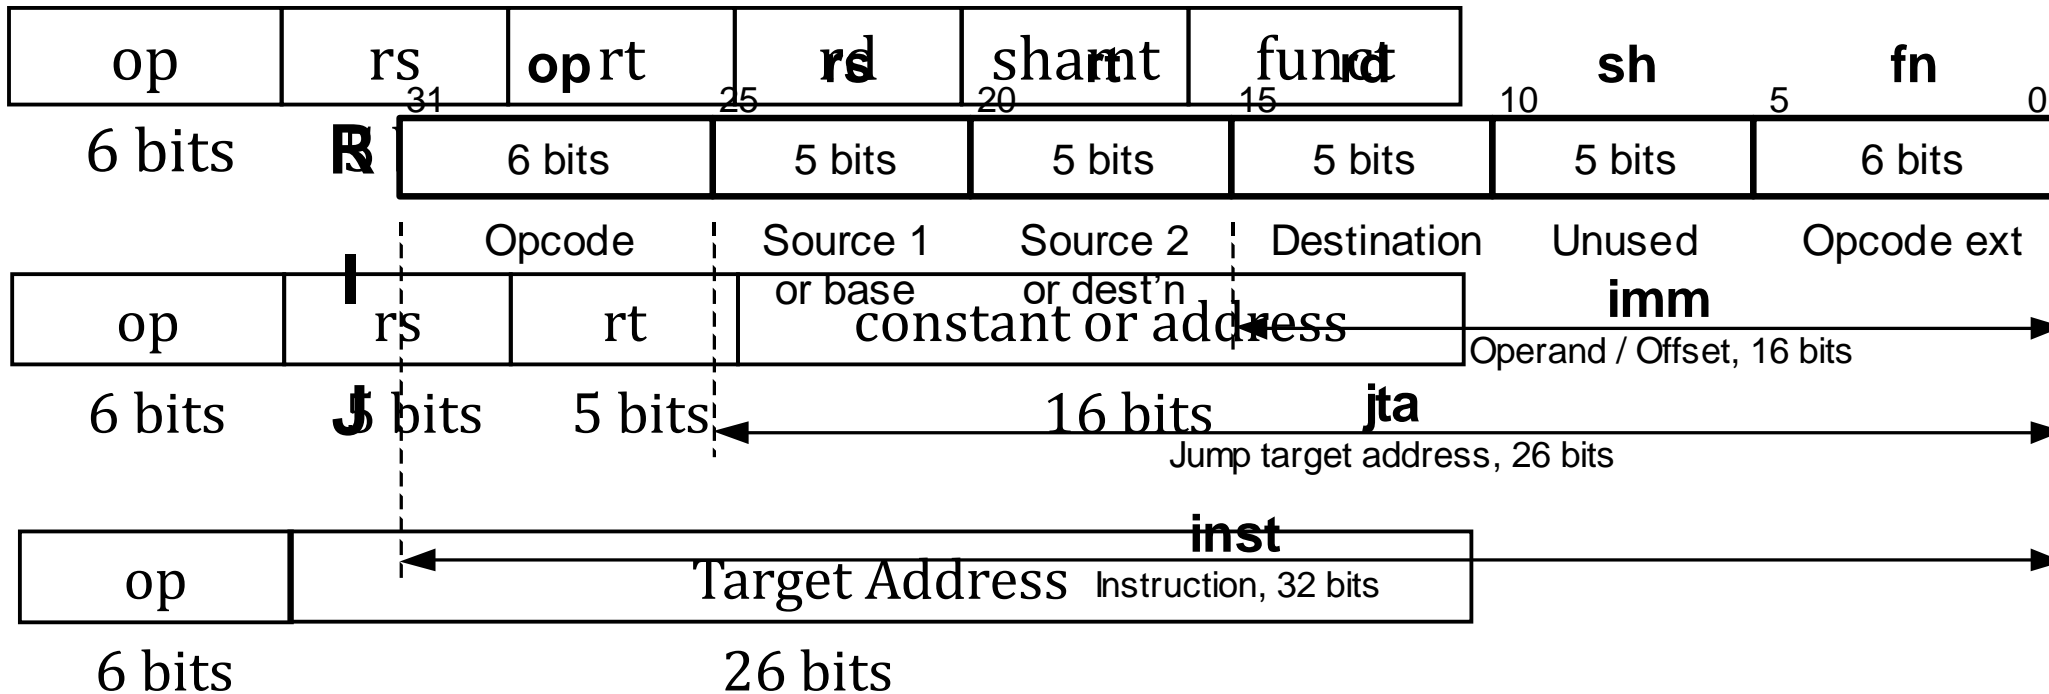 op rs rt rd shamt funct
op rs rt rd sh fn
31 25 20 15 10 5 0
6 bits 5
R 6 bits 5 bits 5 bits 5 bits 5 bits 6 bits
Opcode Source 1 Source 2 Destination Unused Opcode ext
or base or dest'n
I imm
op rs rt constant or address
Operand / Offset, 16 bits
J jta
6 bits 5 bits 5 bits 16 bits
Jump target address, 26 bits
inst
op Target Address Instruction, 32 bits
6 bits 26 bits